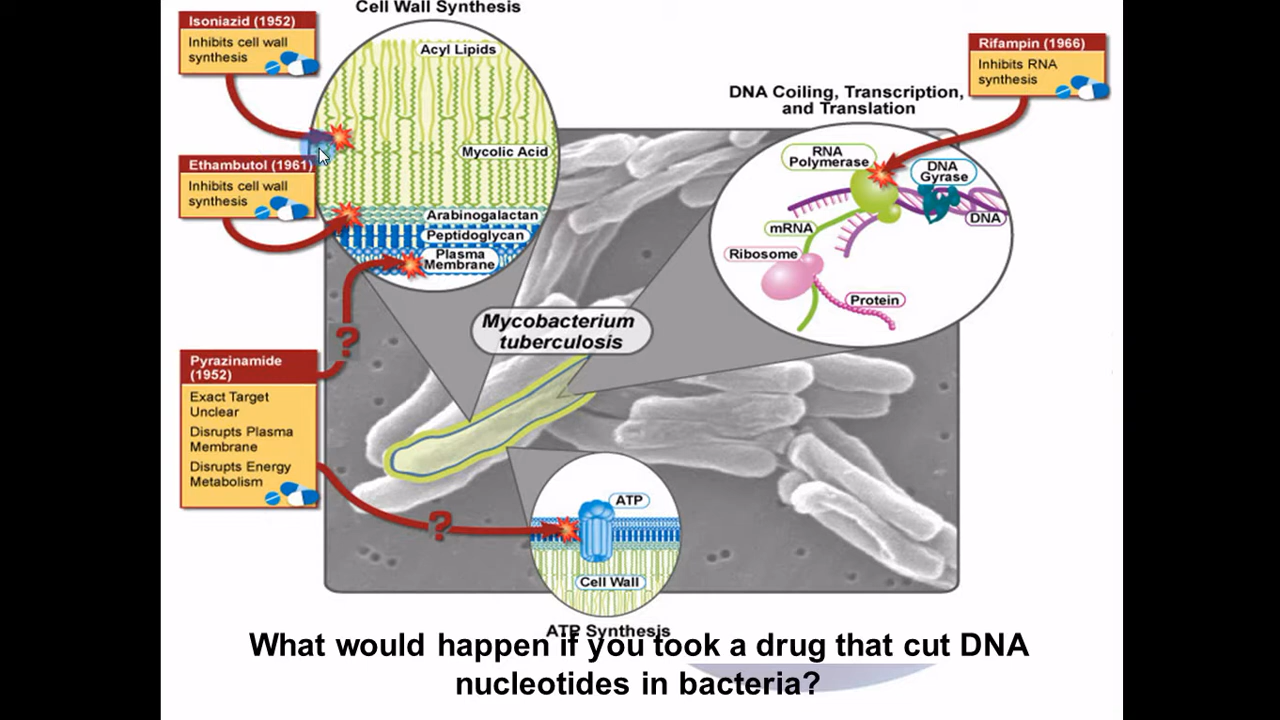 Cell Wall Synthesis
Isoniazid (1952)
Inhibits cell wall
synthesis
Acyl Lipids
Mycolic Acid
Ethambutol (1961)
Inhibits cell wall
synthesis
Arabinogalactan
Peptidoglycan
Plasma
Membrane
Rifampin (1966)
Inhibits RNA
synthesis
DNA Coiling, Transcription,
and Translation
RNA
Polymerase
DNA
Gyrase
DNA
mRNA
Ribosome
Protein
Mycobacterium
tuberculosis
?
Pyrazinamide
(1952)
Exact Target
Unclear
Disrupts Plasma
Membrane
Disrupts Energy
Metabolism
?
ATP
Cell Wall
ATP Synthesis
What would happen if you took a drug that cut DNA
nucleotides in bacteria?